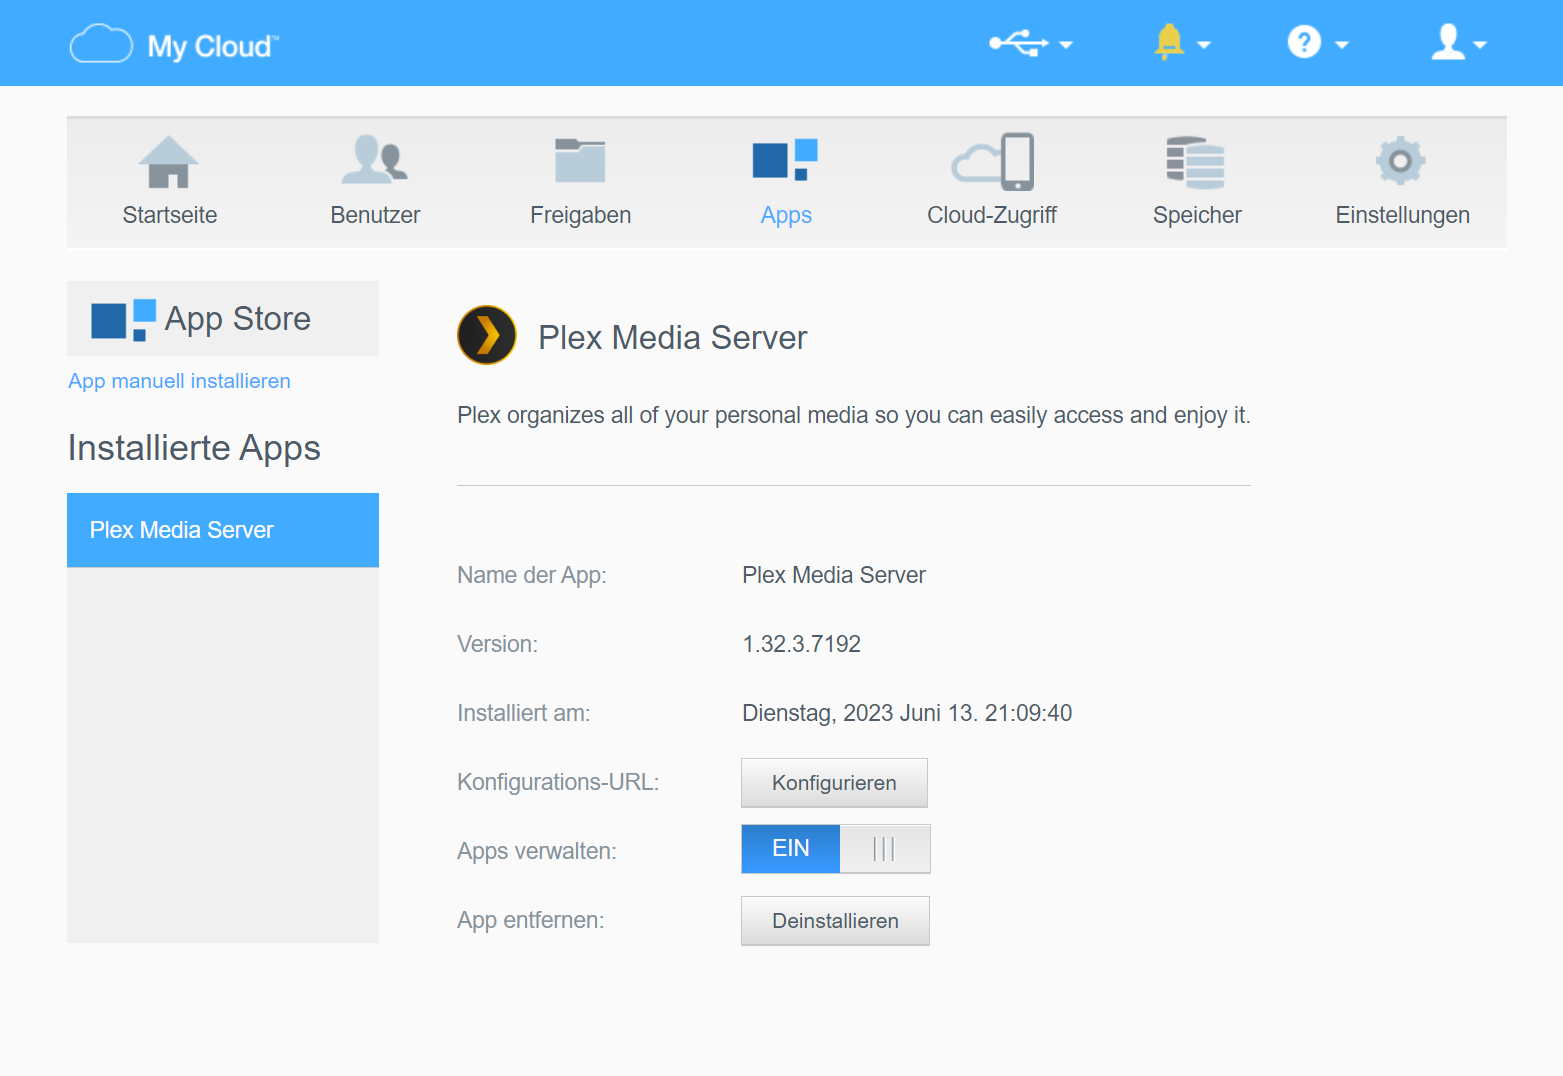 My Cloud™
Startseite
Benutzer
Freigaben
Apps
Cloud-Zugriff
Speicher
Einstellungen
App Store
App manuell installieren
Installierte Apps
Plex Media Server
Plex Media Server
Plex organizes all of your personal media so you can easily access and enjoy it.
Name der App: Plex Media Server
Version: 1.32.3.7192
Installiert am: Dienstag, 2023 Juni 13. 21:09:40
Konfigurations-URL: Konfigurieren
Apps verwalten: EIN
App entfernen: Deinstallieren